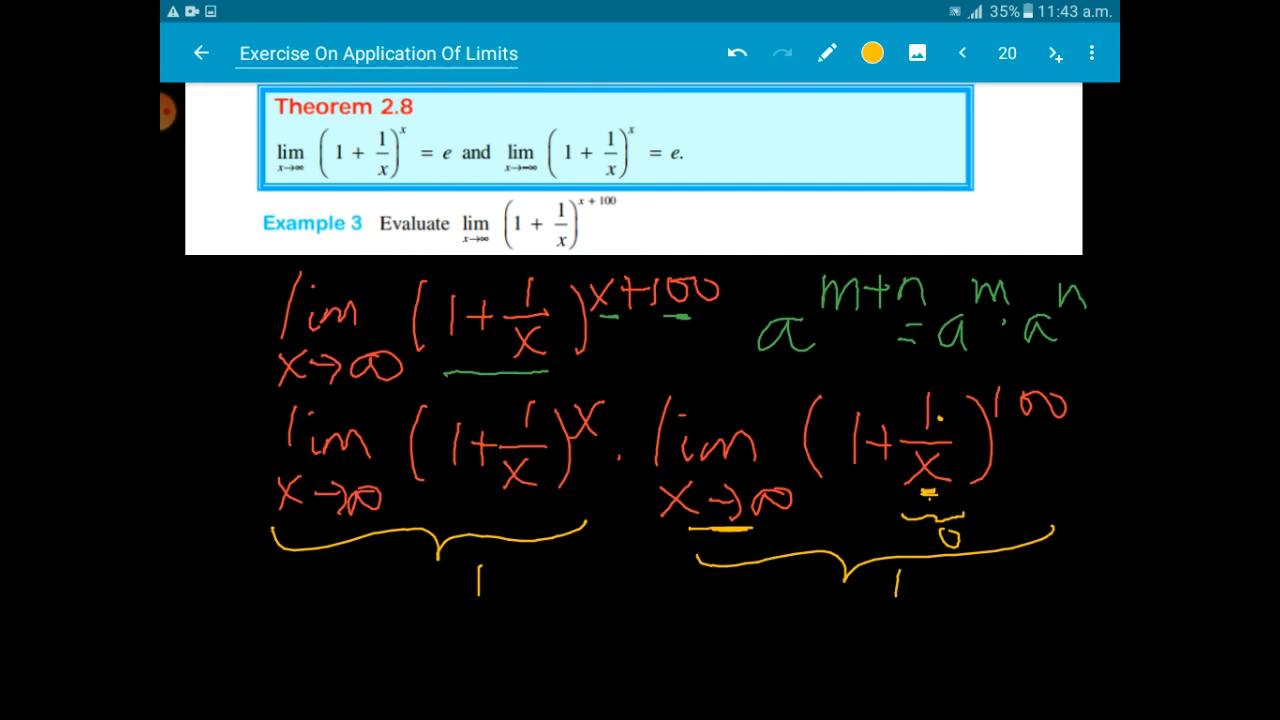 35% 11:43 a.m.
Exercise On Application Of Limits 20
Theorem 2.8
lim x→∞ (1 + 1/x)^x = e and lim x→-∞ (1 + 1/x)^x = e.
Example 3 Evaluate lim x→∞ (1 + 1/x)^(x + 100)
lim x→∞ (1+1/x)^(x+100) a^(m+n) = a^m · a^n
lim x→∞ (1+1/x)^x · lim x→∞ (1+1/x)^100
0
1 1